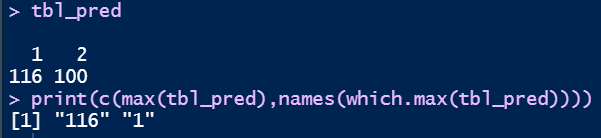 > tbl_pred
1 2
116 100
> print(c(max(tbl_pred),names(which.max(tbl_pred))))
[1] "116" "1"